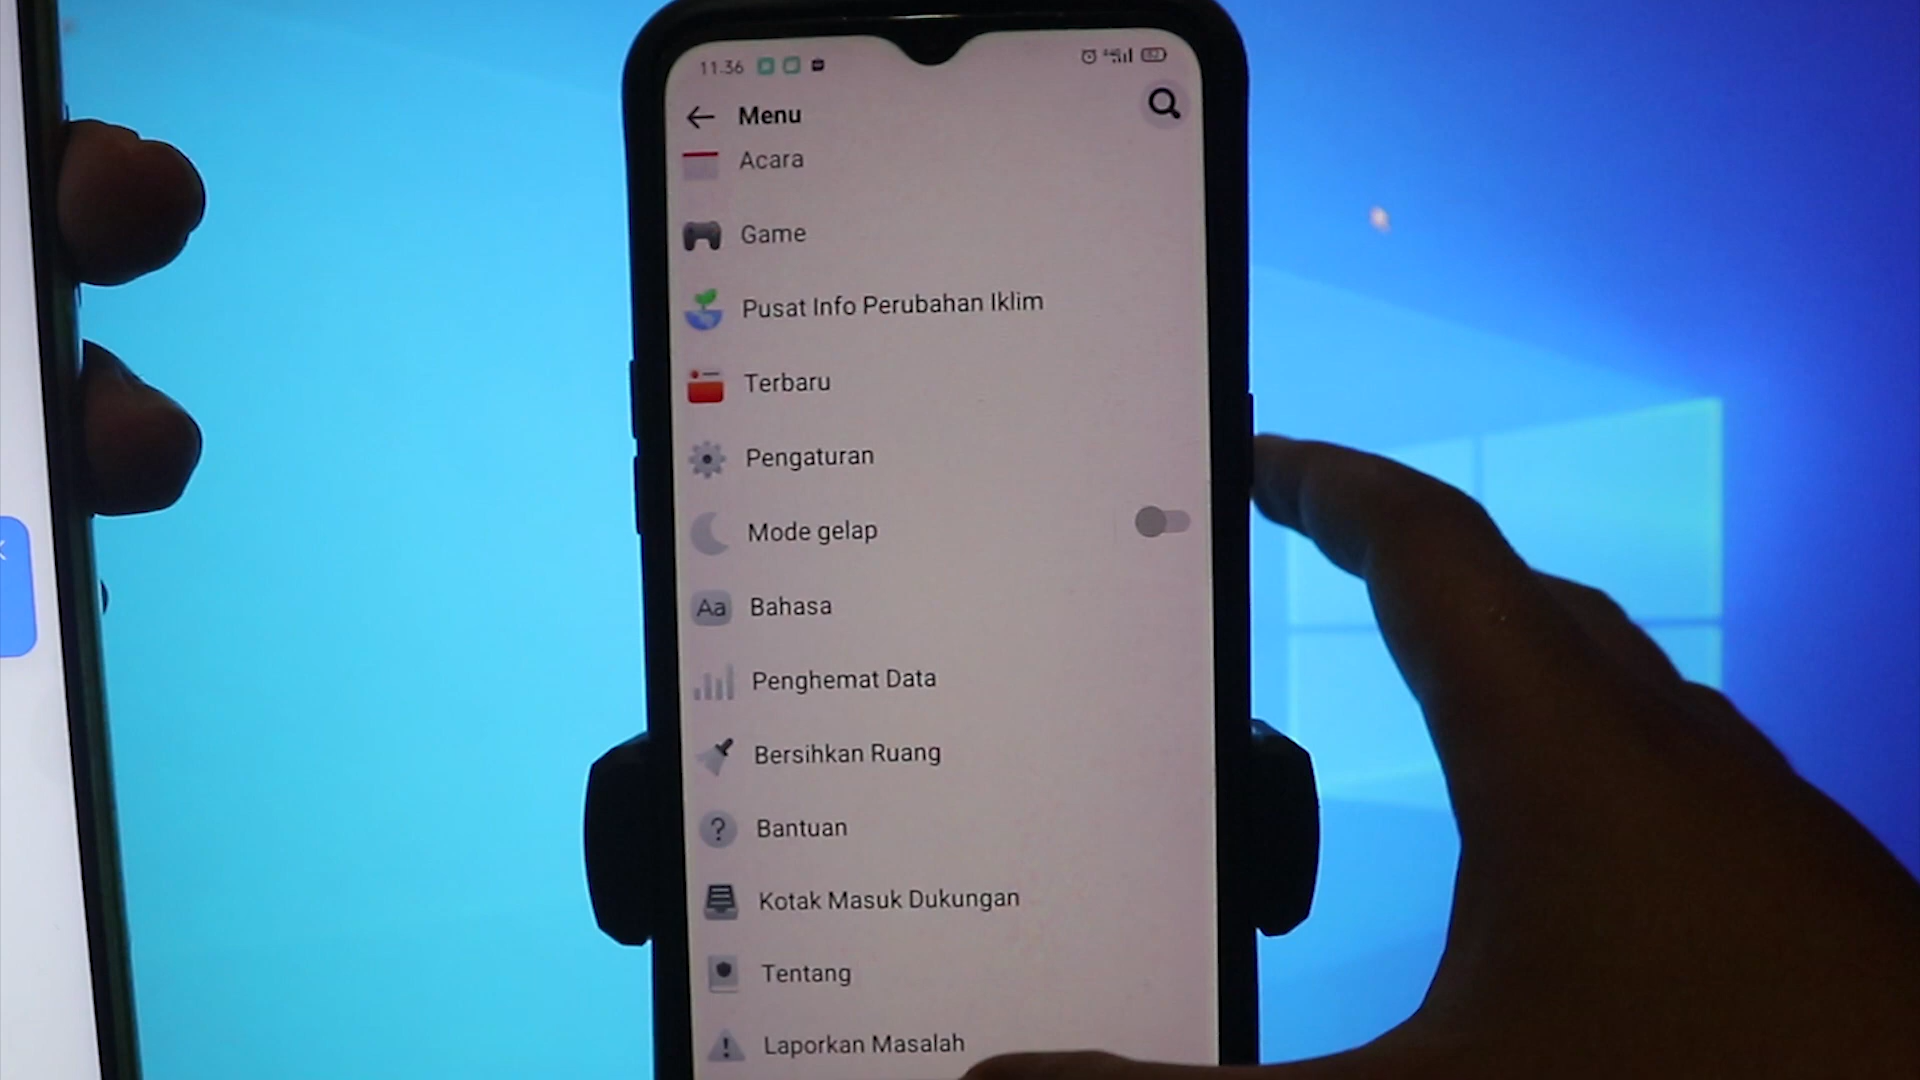 11.36
Menu
Acara
Game
Pusat Info Perubahan Iklim
Terbaru
Pengaturan
Mode gelap
Aa Bahasa
Penghemat Data
Bersihkan Ruang
? Bantuan
Kotak Masuk Dukungan
Tentang
! Laporkan Masalah